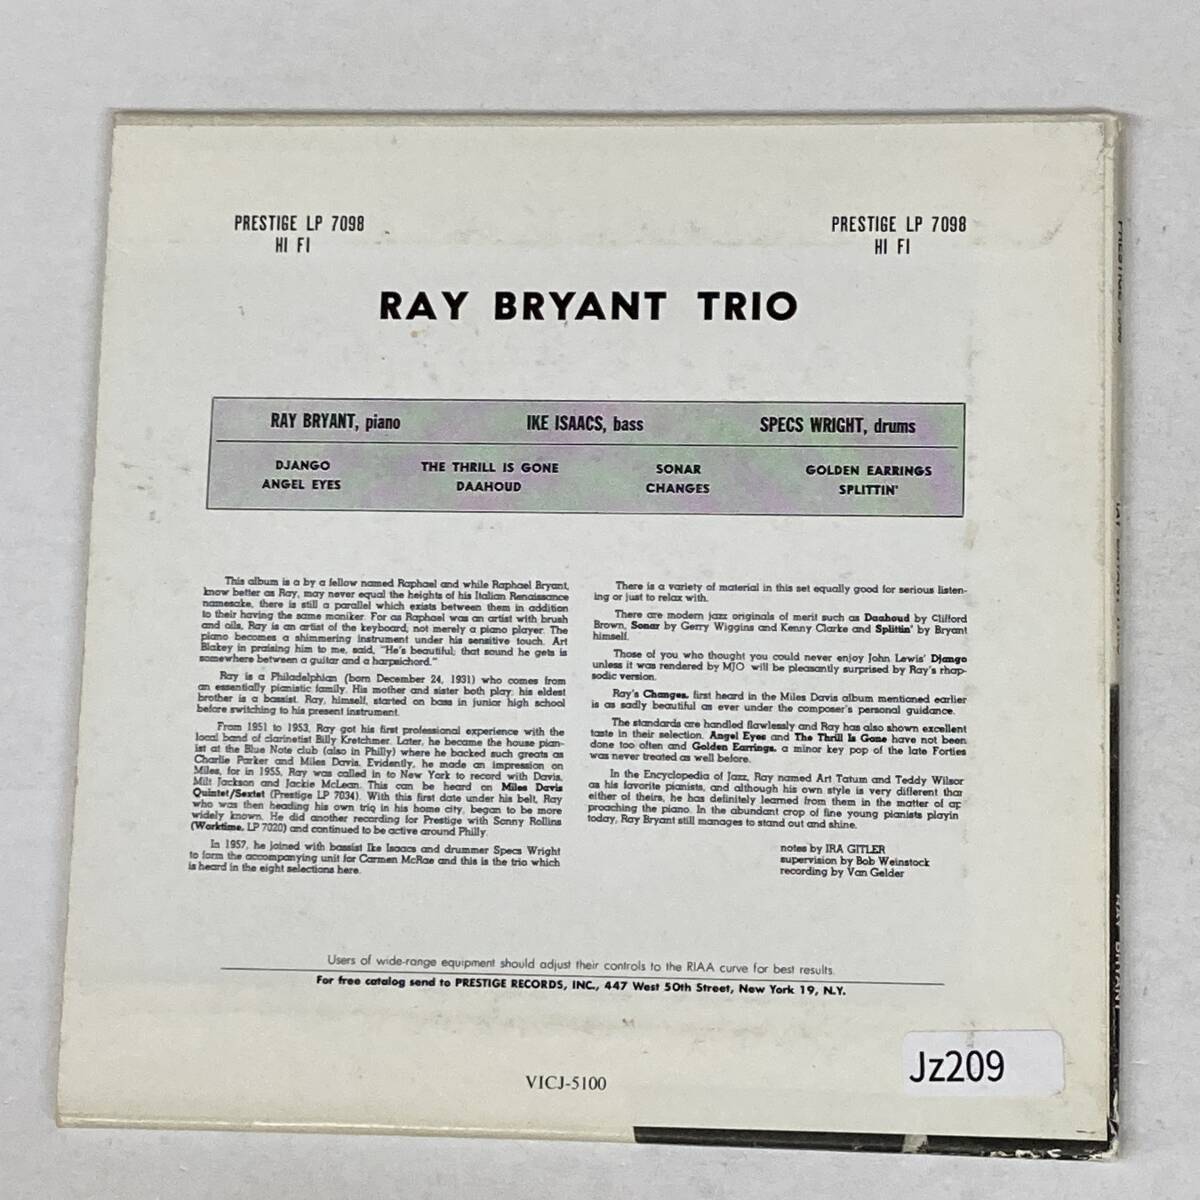 PRESTIGE LP 7098
HI FI
PRESTIGE LP 7098
HI FI
RAY BRYANT TRIO
RAY BRYANT, piano
IKE ISAACS, bass
SPECS WRIGHT, drums
DJANGO
ANGEL EYES
THE THRILL IS GONE
DAAHOUD
SONAR
CHANGES
GOLDEN EARRINGS
SPLITTIN'
This album is a by a fellow named Raphael and while Raphael Bryant,
know better as Ray, may never equal the heights of his Italian Renaissance
namesake, there is still a parallel which exists between them in addition
to their having the same moniker. For as Raphael was an artist with brush
and oils, Ray is an artist of the keyboard, not merely a piano player. The
piano becomes a shimmering instrument under his sensitive touch. Art
Blakey in praising him to me, said, "He's beautiful; that sound he gets is
somewhere between a guitar and a harpsichord."
Ray is a Philadelphian (born December 24, 1931) who comes from
an essentially pianistic family. His mother and sister both play; his eldest
brother is a bassist. Ray, himself, started on bass in junior high school
before switching to his present instrument.
From 1951 to 1953, Ray got his first professional experience with the
local band of clarinetist Billy Kretchmer. Later, he became the house pian-
ist at the Blue Note club (also in Philly) where he backed such greats as
Charlie Parker and Miles Davis. Evidently, he made an impression on
Miles, for in 1955, Ray was called in to New York to record with Davis,
Milt Jackson and Jackie McLean. This can be heard on Miles Davis
Quintet/Sextet (Prestige LP 7034). With this first date under his belt, Ray
who was then heading his own trio in his home city, began to be more
widely known. He did another recording for Prestige with Sonny Rollins
(Worktime, LP 7020) and continued to be active around Philly.
In 1957, he joined with bassist Ike Isaacs and drummer Specs Wright
to form the accompanying unit for Carmen McRae and this is the trio which
is heard in the eight selections here.
There is a variety of material in this set equally good for serious listen-
ing or just to relax with.
There are modern jazz originals of merit such as Daahoud by Clifford
Brown, Sonar by Gerry Wiggins and Kenny Clarke and Splittin' by Bryant
himself.
Those of you who thought you could never enjoy John Lewis' Django
unless it was rendered by MJO will be pleasantly surprised by Ray's rhap-
sodic version.
Ray's Changes, first heard in the Miles Davis album mentioned earlier
is as sadly beautiful as ever under the composer's personal guidance.
The standards are handled flawlessly and Ray has also shown excellent
taste in their selection. Angel Eyes and The Thrill Is Gone have not been
done too often and Golden Earrings, a minor key pop of the late Forties
was never treated as well before.
In the Encyclopedia of Jazz, Ray named Art Tatum and Teddy Wilsor
as his favorite pianists, and although his own style is very different thar
either of theirs, he has definitely learned from them in the matter of ap
proaching the piano. In the abundant crop of fine young pianists playin
today, Ray Bryant still manages to stand out and shine.
notes by IRA GITLER
supervision by Bob Weinstock
recording by Van Gelder
Users of wide-range equipment should adjust their controls to the RIAA curve for best results.
For free catalog send to PRESTIGE RECORDS, INC., 447 West 50th Street, New York 19, N.Y.
VICJ-5100
Jz209
RAY BRYANT